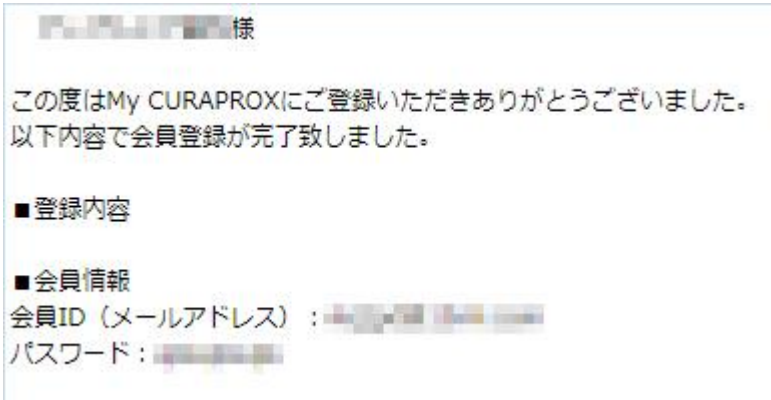 様
この度はMy CURAPROXにご登録いただきありがとうございました。
以下内容で会員登録が完了致しました。
■登録内容
■会員情報
会員ID（メールアドレス）：
パスワード：